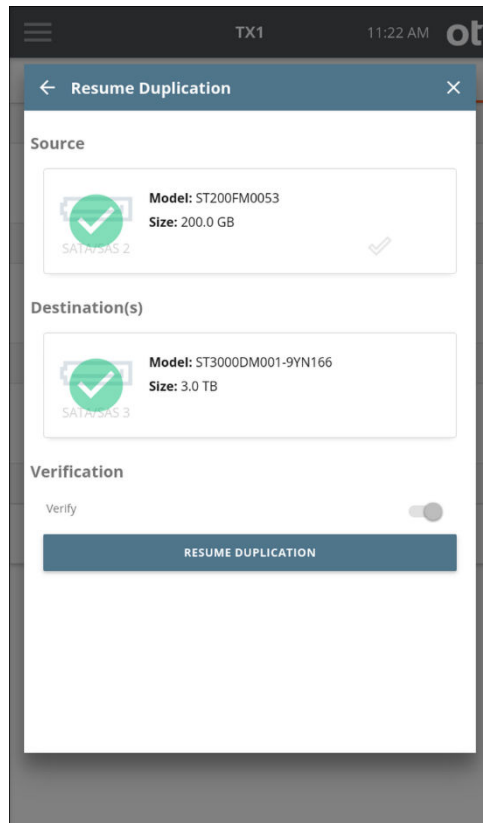 TX1
11:22 AM
ot
Resume Duplication
Source
Model: ST200FM0053
Size: 200.0 GB
SATA/SAS 2
Destination(s)
Model: ST3000DM001-9YN166
Size: 3.0 TB
SATA/SAS 3
Verification
Verify
RESUME DUPLICATION